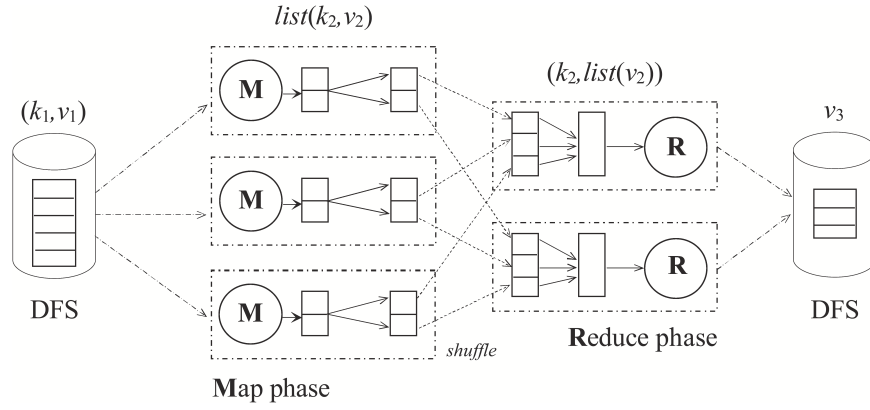 list(k2,v2)
(k1,v1)
(k2,list(v2))
v3
M
M
M
R
R
DFS
DFS
shuffle
Reduce phase
Map phase